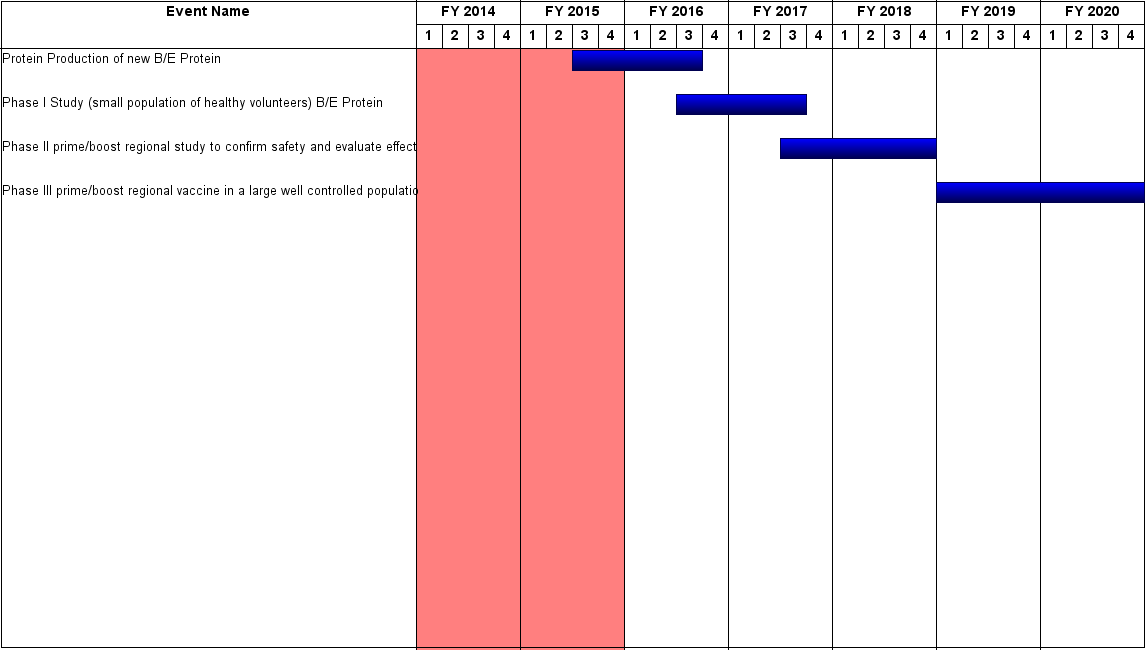 Event Name FY 2014 FY 2015 FY 2016 FY 2017 FY 2018 FY 2019 FY 2020
1 2 3 4 1 2 3 4 1 2 3 4 1 2 3 4 1 2 3 4 1 2 3 4 1 2 3 4
Protein Production of new B/E Protein
Phase I Study (small population of healthy volunteers) B/E Protein
Phase II prime/boost regional study to confirm safety and evaluate effect
Phase III prime/boost regional vaccine in a large well controlled populatio